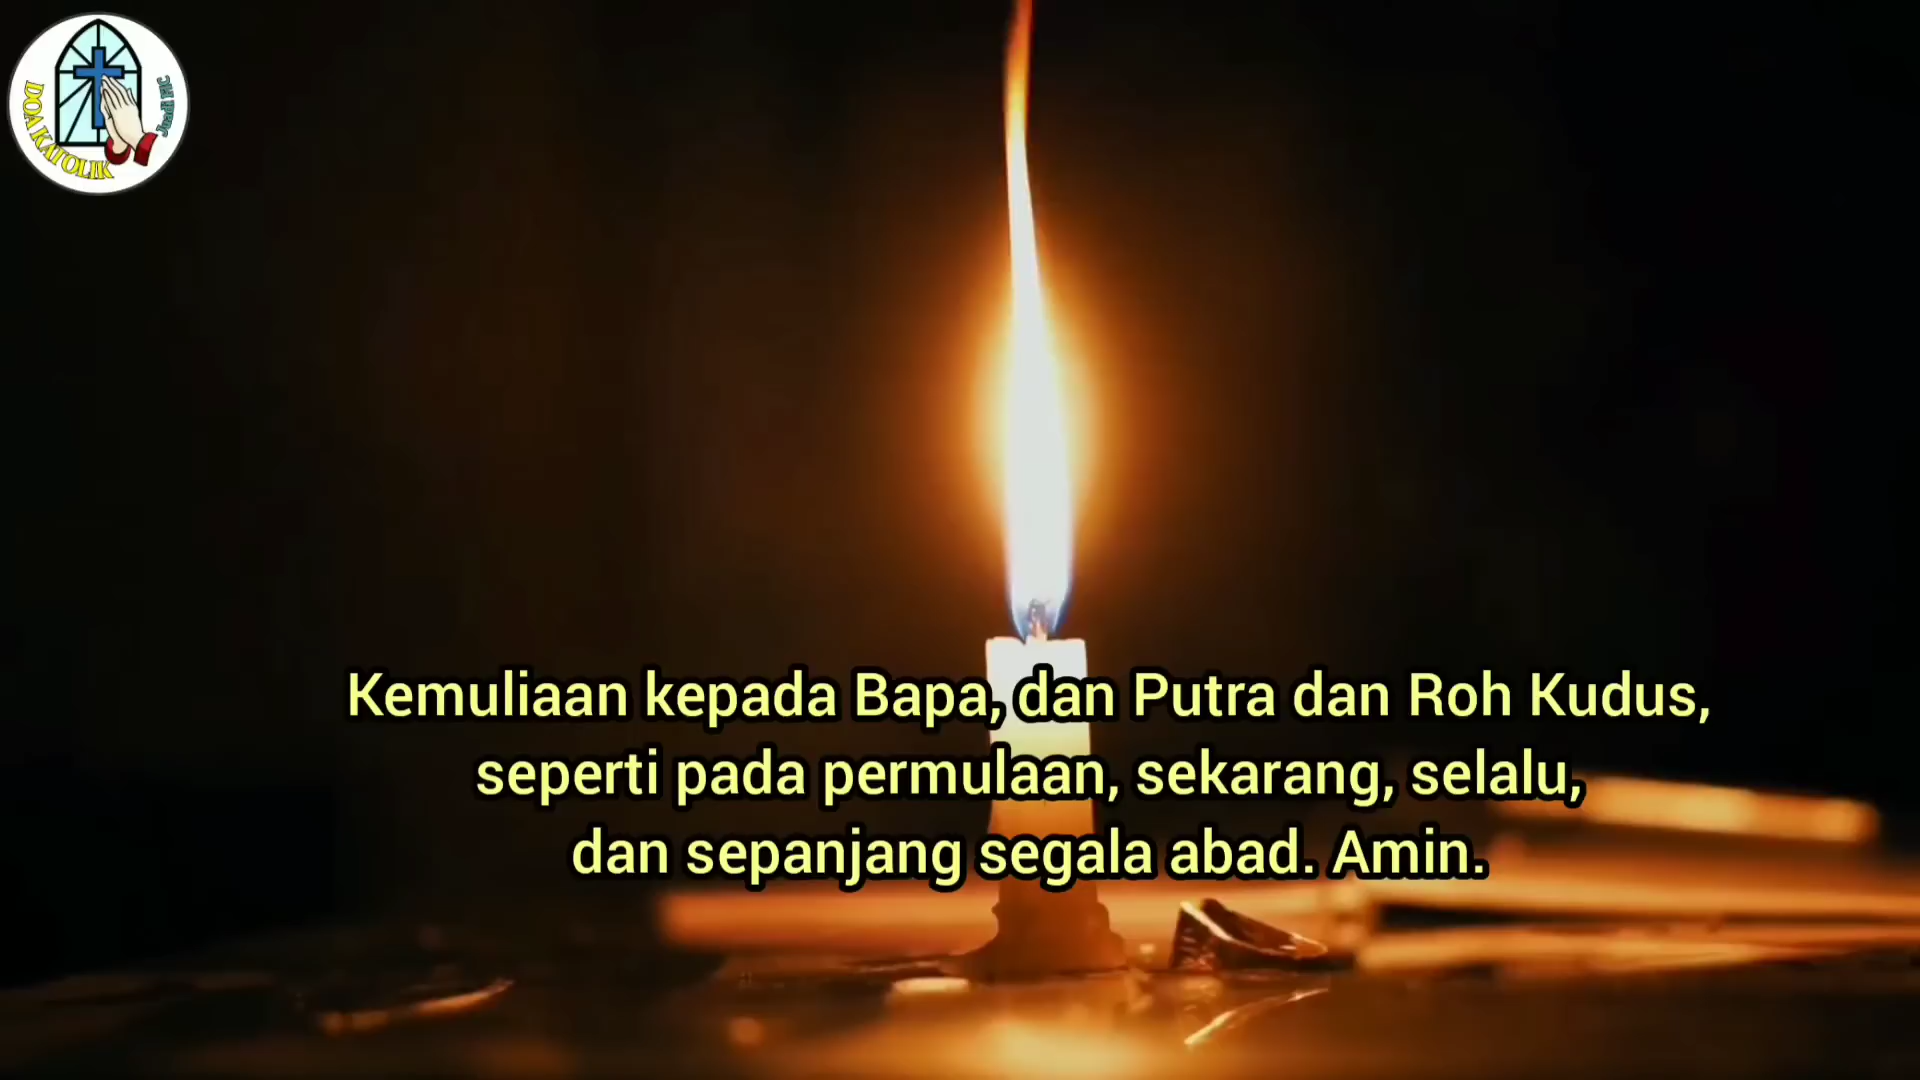 DOA KATOLIK
Kemuliaan kepada Bapa, dan Putra dan Roh Kudus,
seperti pada permulaan, sekarang, selalu,
dan sepanjang segala abad. Amin.